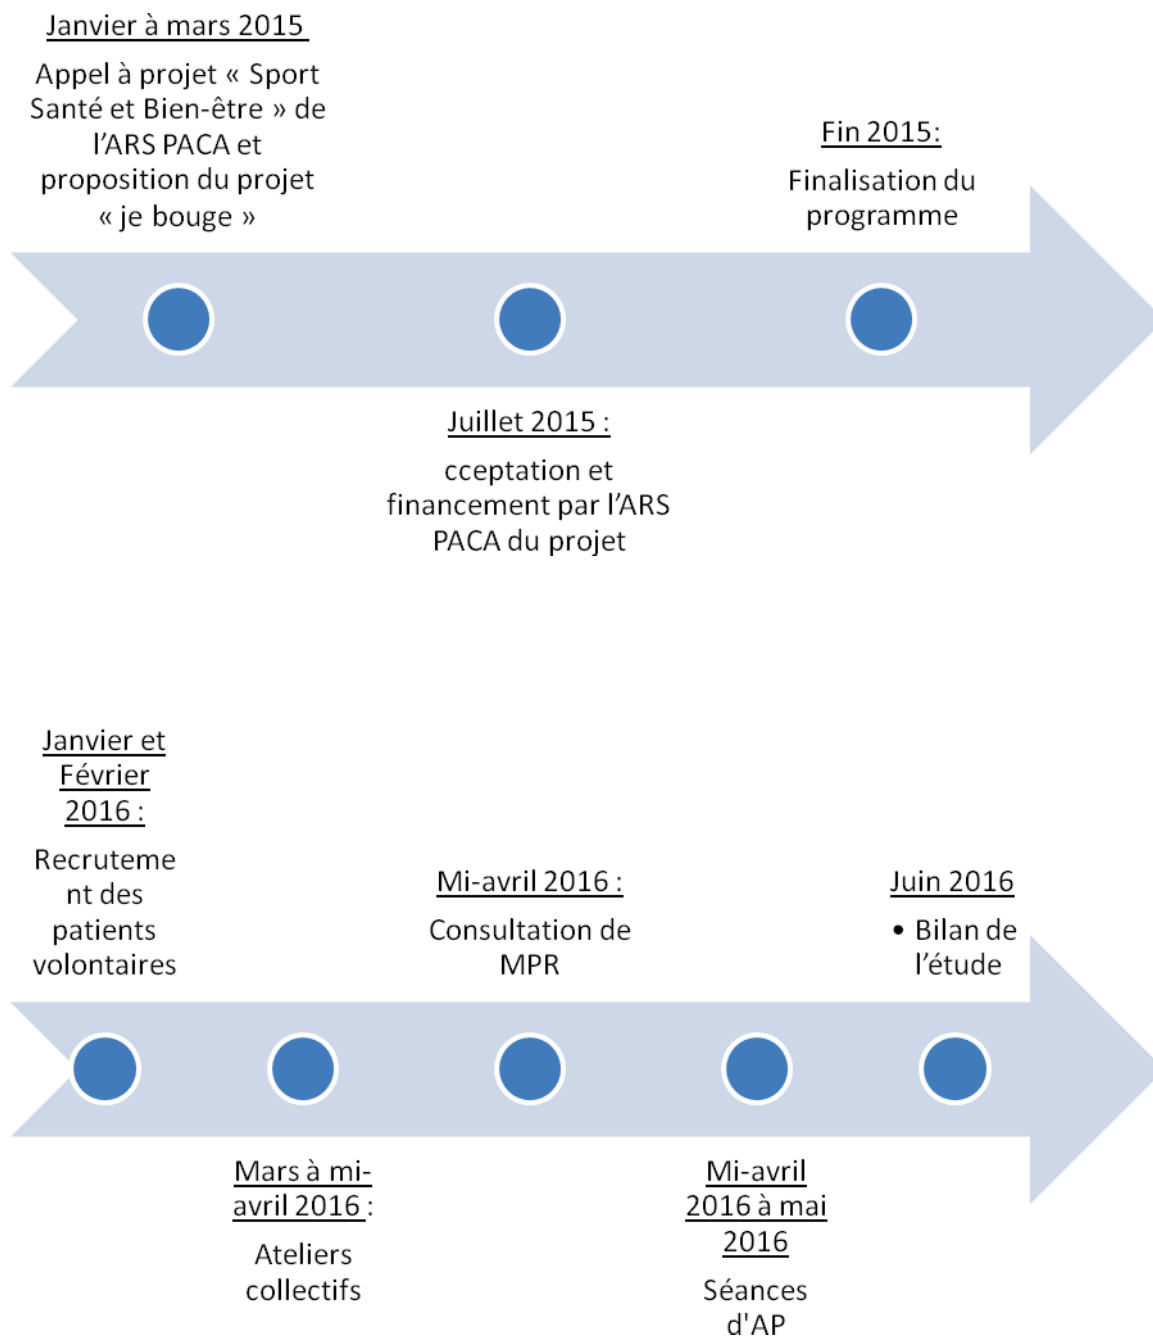 Janvier à mars 2015
Appel à projet « Sport
Santé et Bien-être » de
l’ARS PACA et
proposition du projet
« je bouge »
Fin 2015:
Finalisation du
programme
Juillet 2015 :
cceptation et
financement par l’ARS
PACA du projet
Janvier et
Février
2016 :
Recruteme
nt des
patients
volontaires
Mi-avril 2016 :
Consultation de
MPR
Juin 2016
• Bilan de
l’étude
Mars à mi-
avril 2016 :
Ateliers
collectifs
Mi-avril
2016 à mai
2016
Séances
d'AP